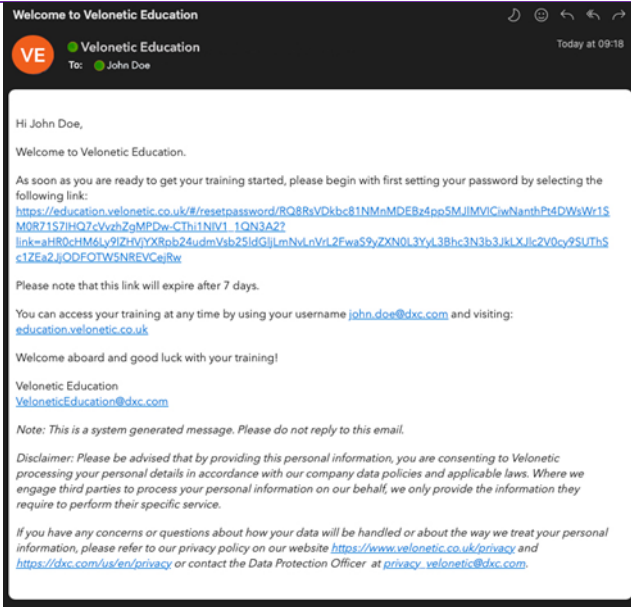 Welcome to Velonetic Education
VE
Velonetic Education
Today at 09:18
To: John Doe
Hi John Doe,
Welcome to Velonetic Education.
As soon as you are ready to get your training started, please begin with first setting your password by selecting the
following link:
https://education.velonetic.co.uk/#/resetpassword/
link=
Please note that this link will expire after 7 days.
You can access your training at any time by using your username john.doe@dxc.com and visiting:
education.velonetic.co.uk
Welcome aboard and good luck with your training!
Velonetic Education
VeloneticEducation@dxc.com
Note: This is a system generated message. Please do not reply to this email.
Disclaimer: Please be advised that by providing this personal information, you are consenting to Velonetic
processing your personal details in accordance with our company data policies and applicable laws. Where we
engage third parties to process your personal information on our behalf, we only provide the information they
require to perform their specific service.
If you have any concerns or questions about how your data will be handled or about the way we treat your personal
information, please refer to our privacy policy on our website https://www.velonetic.co.uk/privacy and
https://dxc.com/us/en/privacy or contact the Data Protection Officer at privacy_velonetic@dxc.com.